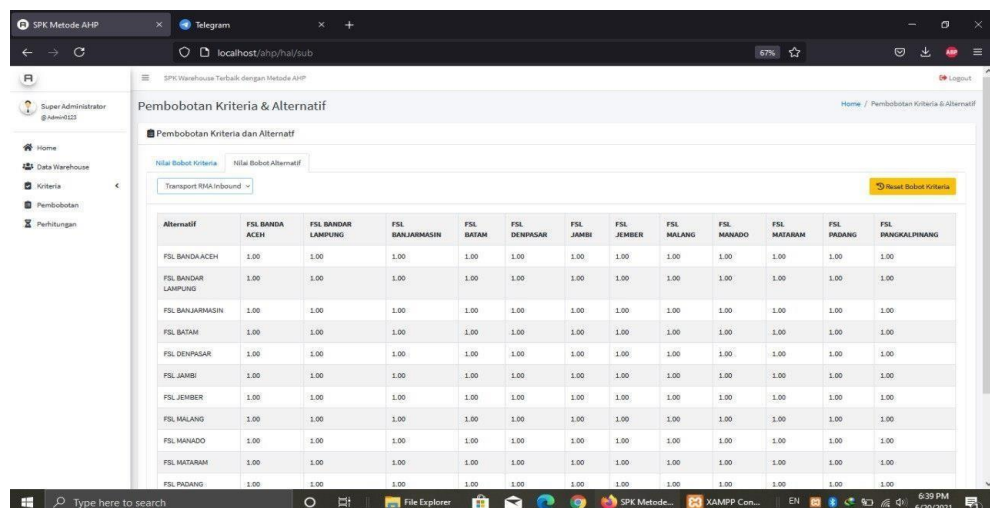 SPK Metode AHP
Telegram
localhost/ahp/hal/sub
67%
ABP
SPK Warehouse Terbaik dengan Metode AHP
Logout
Super Administrator
@Admin0123
Home
Data Warehouse
Kriteria
Pembobotan
Perhitungan
Pembobotan Kriteria & Alternatif
Home / Pembobotan Kriteria & Alternatif
Pembobotan Kriteria dan Alternatf
Nilai Bobot Kriteria Nilai Bobot Alternatif
Transport RMA Inbound
Reset Bobot Kriteria
Alternatif FSL BANDA ACEH FSL BANDAR LAMPUNG FSL BANJARMASIN FSL BATAM FSL DENPASAR FSL JAMBI FSL JEMBER FSL MALANG FSL MANADO FSL MATARAM FSL PADANG FSL PANGKALPINANG
FSL BANDA ACEH 1.00 1.00 1.00 1.00 1.00 1.00 1.00 1.00 1.00 1.00 1.00 1.00
FSL BANDAR LAMPUNG 1.00 1.00 1.00 1.00 1.00 1.00 1.00 1.00 1.00 1.00 1.00 1.00
FSL BANJARMASIN 1.00 1.00 1.00 1.00 1.00 1.00 1.00 1.00 1.00 1.00 1.00 1.00
FSL BATAM 1.00 1.00 1.00 1.00 1.00 1.00 1.00 1.00 1.00 1.00 1.00 1.00
FSL DENPASAR 1.00 1.00 1.00 1.00 1.00 1.00 1.00 1.00 1.00 1.00 1.00 1.00
FSL JAMBI 1.00 1.00 1.00 1.00 1.00 1.00 1.00 1.00 1.00 1.00 1.00 1.00
FSL JEMBER 1.00 1.00 1.00 1.00 1.00 1.00 1.00 1.00 1.00 1.00 1.00 1.00
FSL MALANG 1.00 1.00 1.00 1.00 1.00 1.00 1.00 1.00 1.00 1.00 1.00 1.00
FSL MANADO 1.00 1.00 1.00 1.00 1.00 1.00 1.00 1.00 1.00 1.00 1.00 1.00
FSL MATARAM 1.00 1.00 1.00 1.00 1.00 1.00 1.00 1.00 1.00 1.00 1.00 1.00
FSL PADANG 1.00 1.00 1.00 1.00 1.00 1.00 1.00 1.00 1.00 1.00 1.00 1.00
Type here to search
File Explorer
SPK Metode...
XAMPP Con...
EN
6:39 PM
6/20/2021